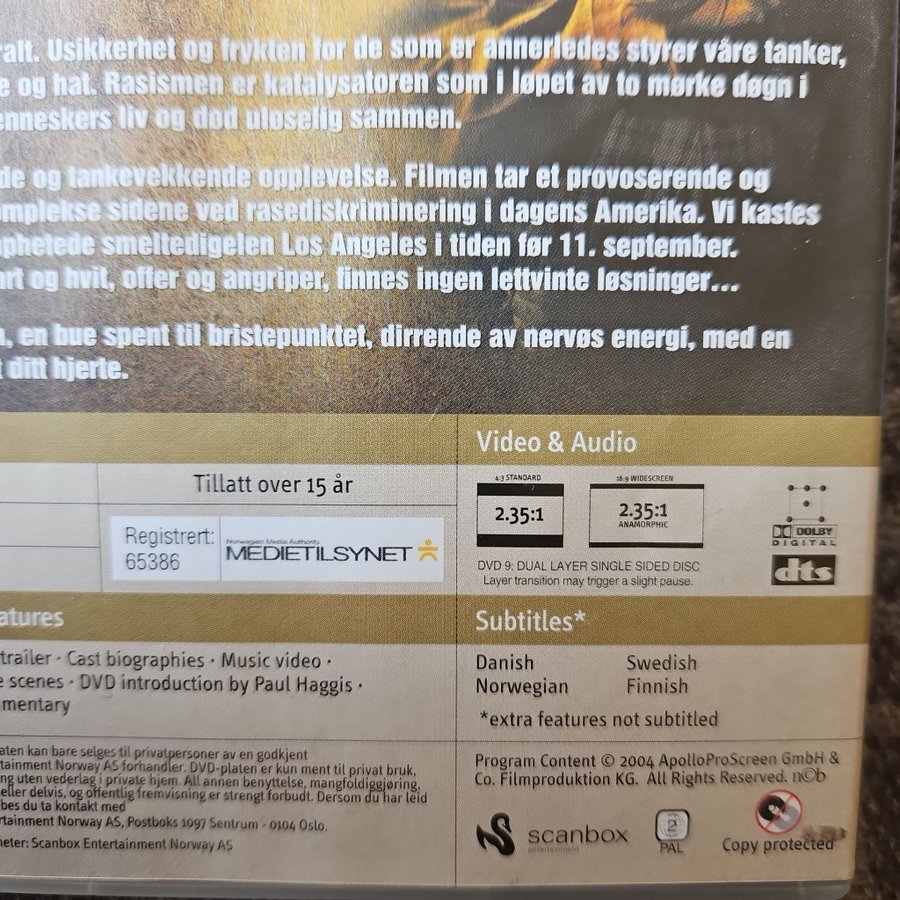 aft. Usikkerhet og frykten for de som er annerledes styrer våre tanker,
e og hat. Rasismen er katalysatoren som i løpet av to mørke døgn i
enneskers liv og død uløselig sammen.
de og tankevekkende opplevelse. Filmen tar et provoserende og
mplekse sidene ved rasediskriminering i dagens Amerika. Vi kastes
phetede smeltedigelen Los Angeles i tiden før 11. september.
art og hvit, offer og angriper, finnes ingen lettvinte løsninger...
, en bue spent til bristepunktet, dirrende av nervøs energi, med en
t ditt hjerte.
Tillatt over 15 år
Registrert:
65386
Norwegian Media Authority
MEDIETILSYNET
Video & Audio
4:3 STANDARD
2.35:1
16:9 WIDESCREEN
2.35:1
ANAMORPHIC
DVD 9: DUAL LAYER SINGLE SIDED DISC
Layer transition may trigger a slight pause.
DOLBY
DIGITAL
dts
atures
trailer · Cast biographies · Music video ·
e scenes · DVD introduction by Paul Haggis ·
mentary
Subtitles*
Danish Swedish
Norwegian Finnish
*extra features not subtitled
aten kan bare selges til privatpersoner av en godkjent
rtainment Norway AS forhandler. DVD-platen er kun ment til privat bruk,
ng uten vederlag i private hjem. All annen benyttelse, mangfoldiggjøring,
eller delvis, og offentlig fremvisning er strengt forbudt. Dersom du har leid
bes du ta kontakt med
rtainment Norway AS, Postboks 1097 Sentrum - 0104 Oslo.
heter: Scanbox Entertainment Norway AS
Program Content © 2004 ApolloProScreen GmbH &
Co. Filmproduktion KG. All Rights Reserved. n©b
scanbox
entertainment
2
PAL
Copy protected